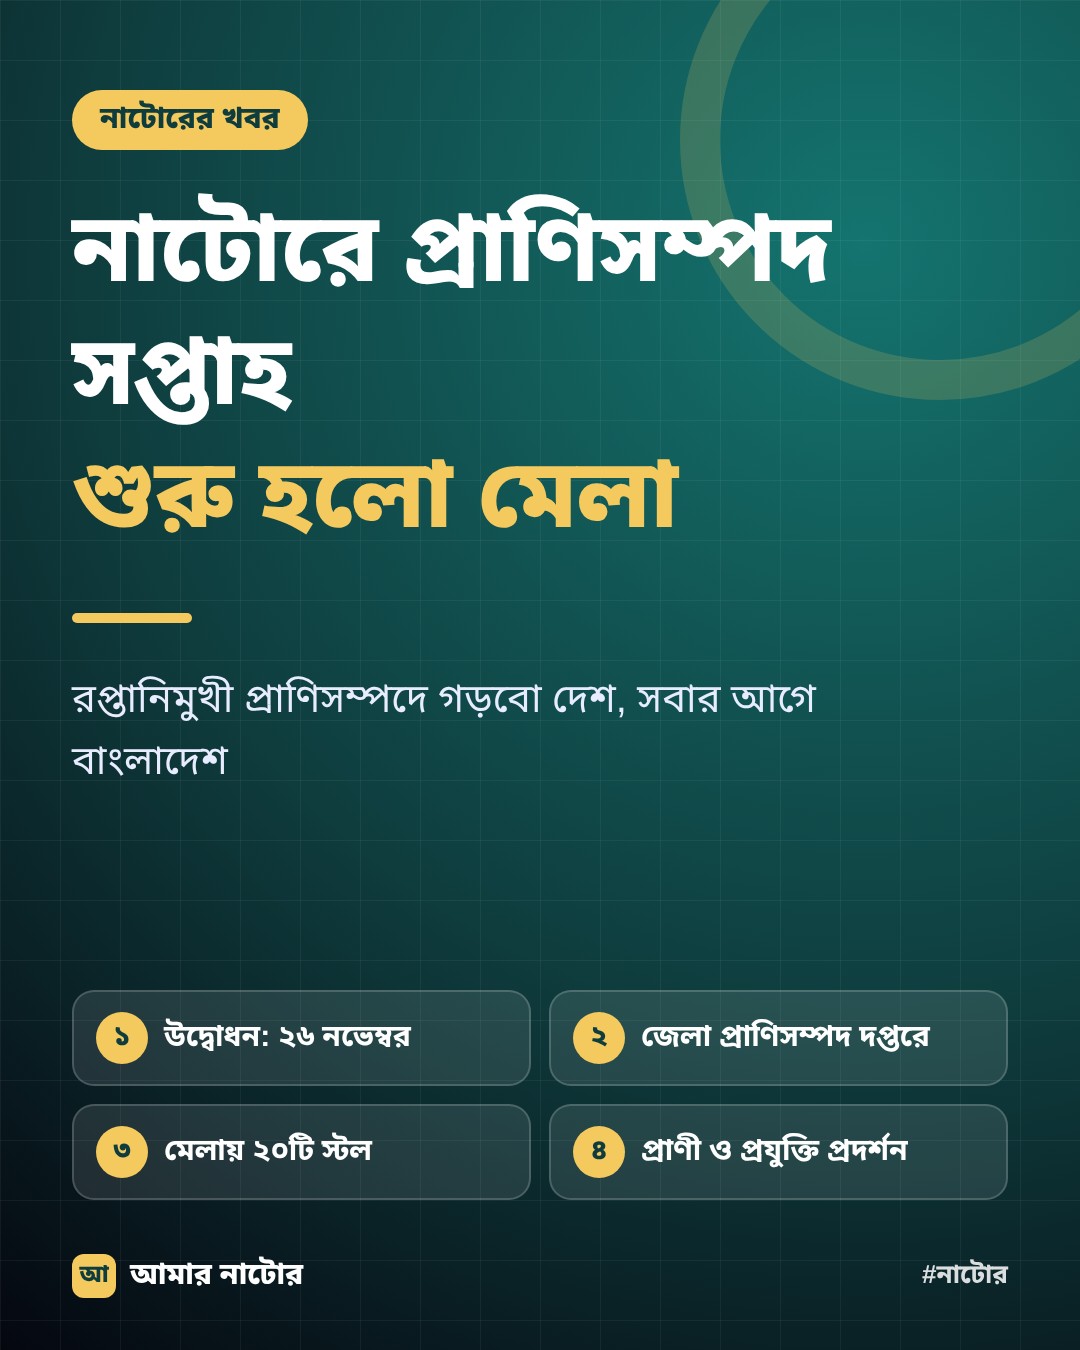 নাটোরের খবর
নাটোরে প্রাণিসম্পদ
সপ্তাহ
শুরু হলো মেলা
রপ্তানিমুখী প্রাণিসম্পদে গড়বো দেশ, সবার আগে
বাংলাদেশ
১ উদ্বোধন: ২৬ নভেম্বর
২ জেলা প্রাণিসম্পদ দপ্তরে
৩ মেলায় ২০টি স্টল
৪ প্রাণী ও প্রযুক্তি প্রদর্শন
আ আমার নাটোর
#নাটোর